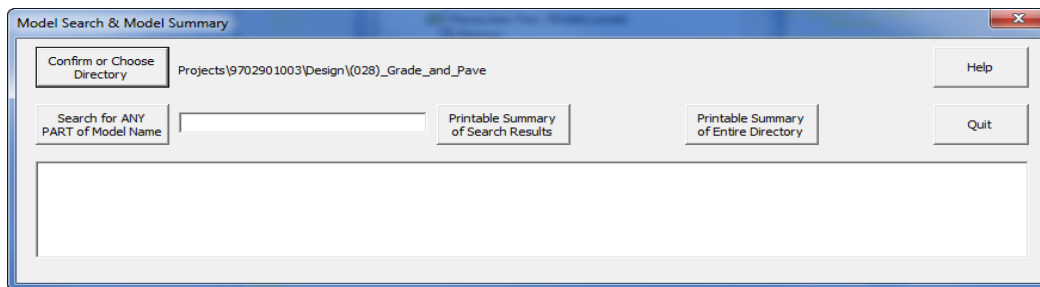 Model Search & Model Summary
Confirm or Choose
Directory
Projects\9702901003\Design\(028)_Grade_and_Pave
Help
Search for ANY
PART of Model Name
Printable Summary
of Search Results
Printable Summary
of Entire Directory
Quit